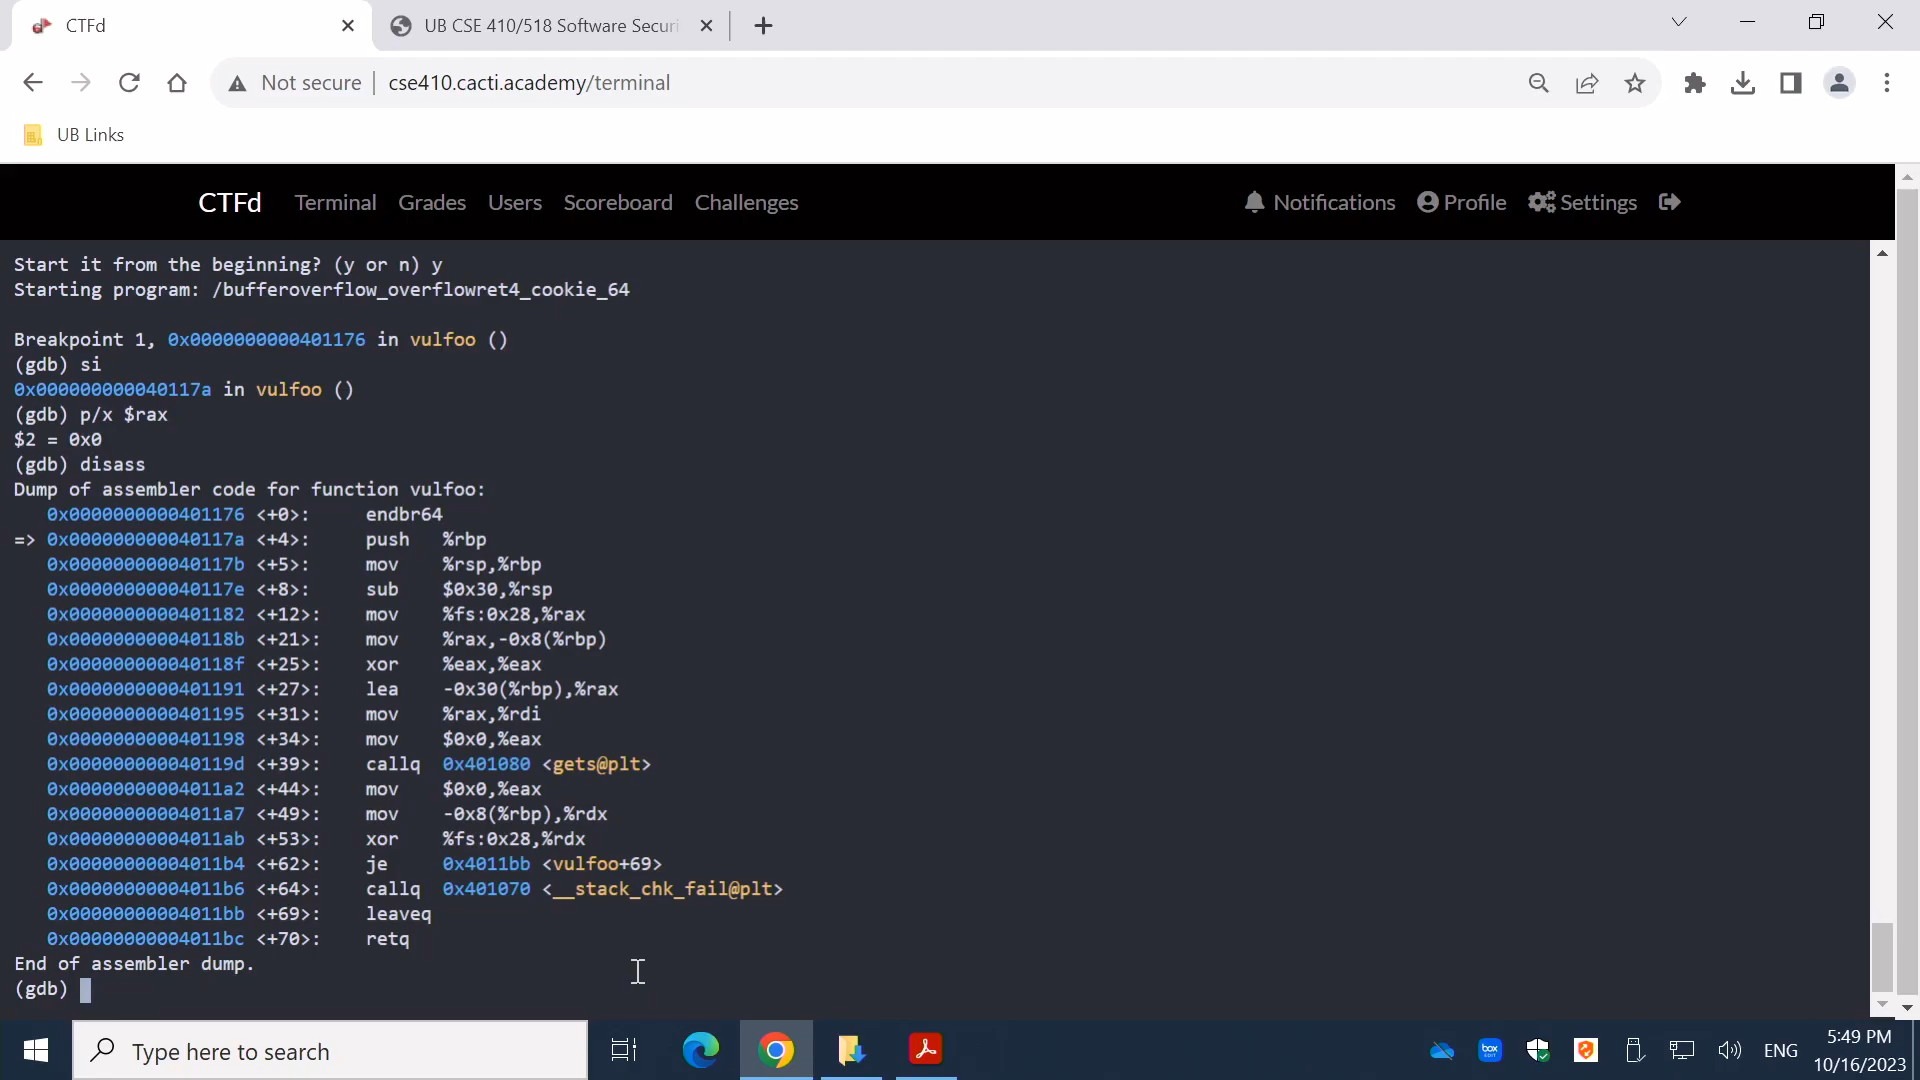 CTFd
UB CSE 410/518 Software Securi
Not secure
cse410.cacti.academy/terminal
UB Links
CTFd Terminal Grades Users Scoreboard Challenges Notifications Profile Settings
Start it from the beginning? (y or n) y
Starting program: /bufferoverflow_overflowret4_cookie_64
Breakpoint 1, 0x0000000000401176 in vulfoo ()
(gdb) si
0x000000000040117a in vulfoo ()
(gdb) p/x $rax
$2 = 0x0
(gdb) disass
Dump of assembler code for function vulfoo:
0x0000000000401176 <+0>: endbr64
=> 0x000000000040117a <+4>: push %rbp
0x000000000040117b <+5>: mov %rsp,%rbp
0x000000000040117e <+8>: sub $0x30,%rsp
0x0000000000401182 <+12>: mov %fs:0x28,%rax
0x000000000040118b <+21>: mov %rax,-0x8(%rbp)
0x000000000040118f <+25>: xor %eax,%eax
0x0000000000401191 <+27>: lea -0x30(%rbp),%rax
0x0000000000401195 <+31>: mov %rax,%rdi
0x0000000000401198 <+34>: mov $0x0,%eax
0x000000000040119d <+39>: callq 0x401080 <gets@plt>
0x00000000004011a2 <+44>: mov $0x0,%eax
0x00000000004011a7 <+49>: mov -0x8(%rbp),%rdx
0x00000000004011ab <+53>: xor %fs:0x28,%rdx
0x00000000004011b4 <+62>: je 0x4011bb <vulfoo+69>
0x00000000004011b6 <+64>: callq 0x401070 <__stack_chk_fail@plt>
0x00000000004011bb <+69>: leaveq
0x00000000004011bc <+70>: retq
End of assembler dump.
(gdb)
Type here to search
ENG
5:49 PM
10/16/2023